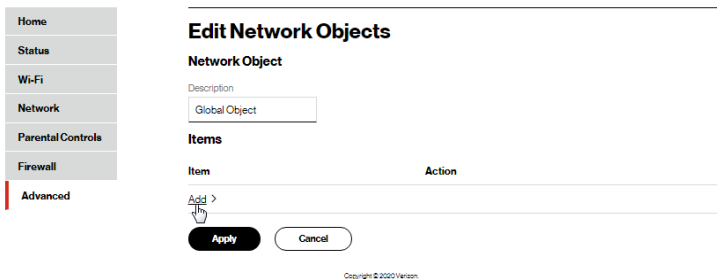 Home
Status
Wi-Fi
Network
Parental Controls
Firewall
Advanced
Edit Network Objects
Network Object
Description
Global Object
Items
Item Action
Add >
Apply Cancel
Copyright © 2020 Verizon.